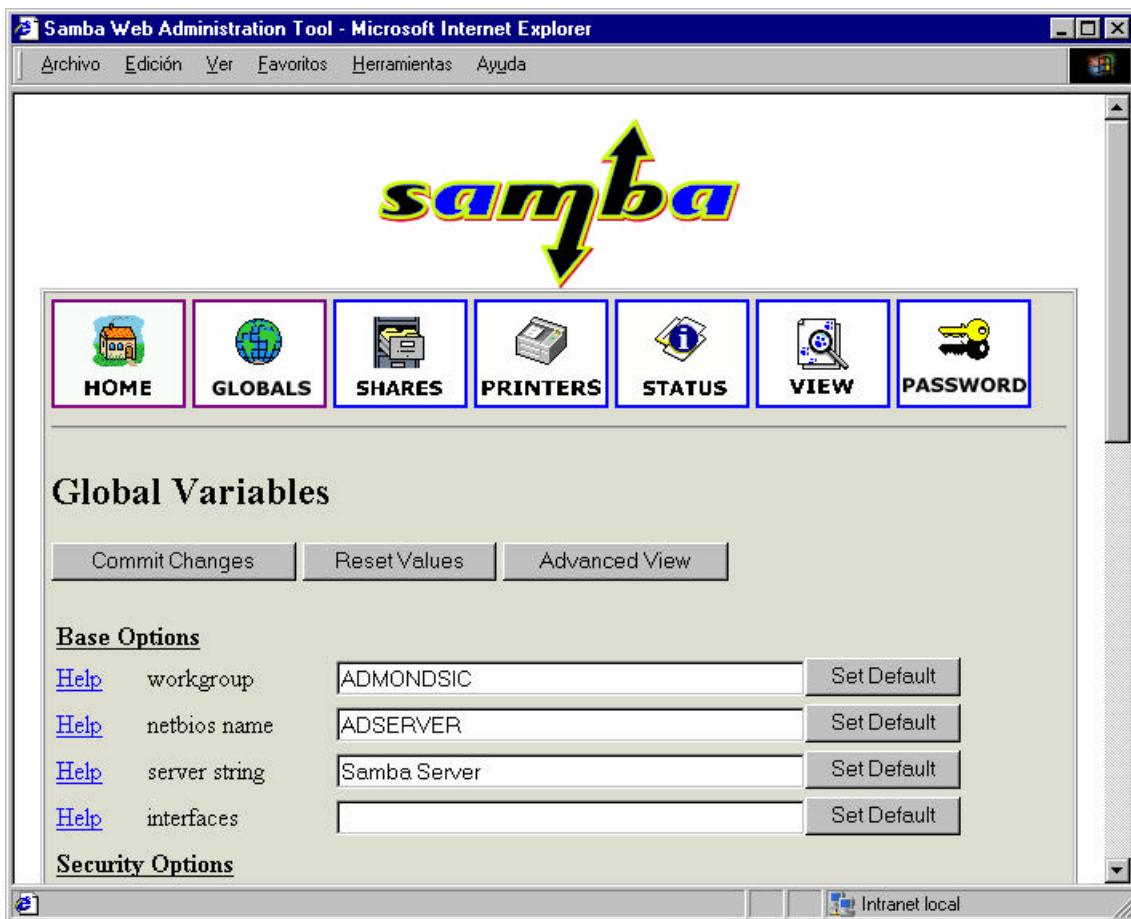 Samba Web Administration Tool - Microsoft Internet Explorer
Archivo Edición Ver Favoritos Herramientas Ayuda
samba
HOME GLOBALS SHARES PRINTERS STATUS VIEW PASSWORD
Global Variables
Commit Changes Reset Values Advanced View
Base Options
Help workgroup ADMONDSIC Set Default
Help netbios name ADSERVER Set Default
Help server string Samba Server Set Default
Help interfaces Set Default
Security Options
Intranet local